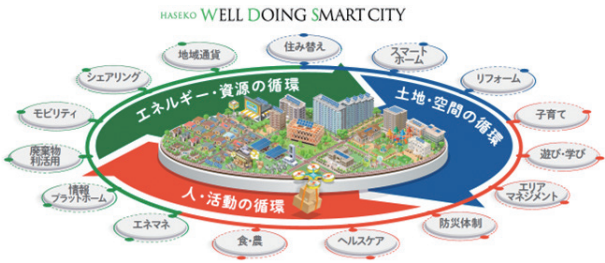 HASEKO WELL DOING SMART CITY
住み替え
地域通貨
スマート
ホーム
シェアリング
リフォーム
エネルギー・資源の循環
土地・空間の循環
モビリティ
子育て
廃棄物
利活用
遊び・学び
情報
プラットホーム
人・活動の循環
エリア
マネジメント
エネマネ
防災体制
食・農
ヘルスケア